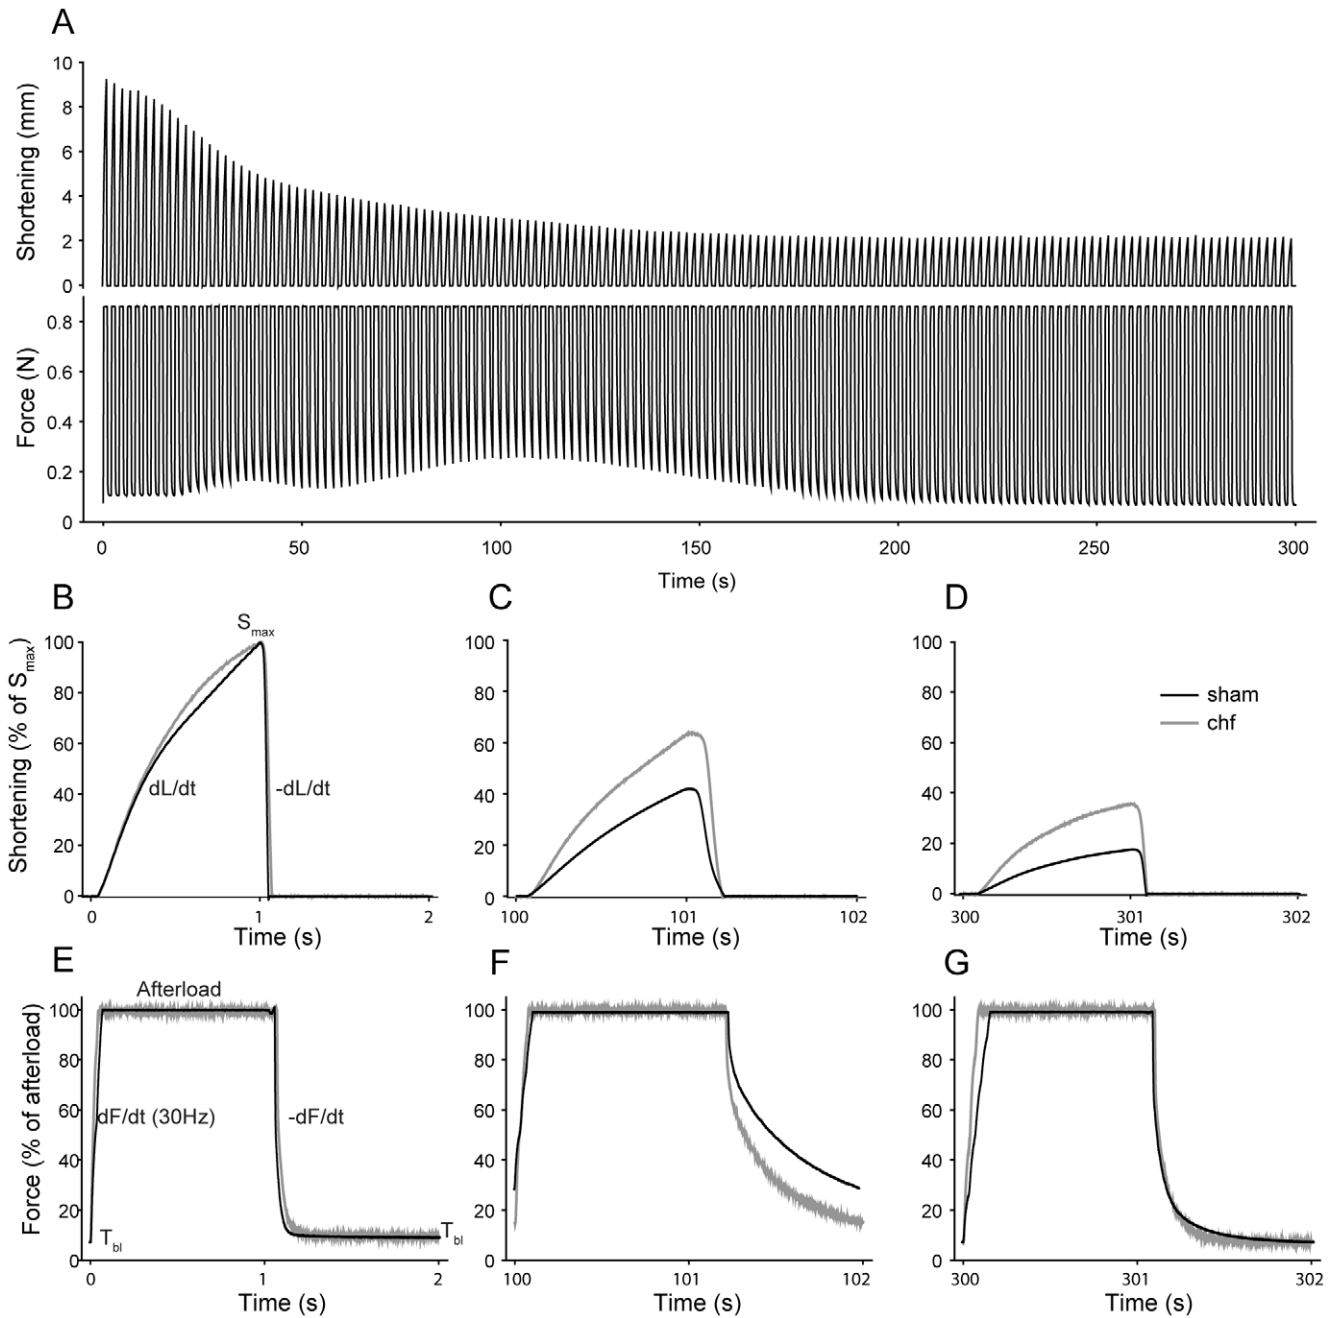 A
Shortening (mm)
10
8
6
4
2
0
Force (N)
0.8
0.6
0.4
0.2
0
0 50 100 150 200 250 300
Time (s)
B C D
Shortening (% of Smax)
Smax
100 100 100
80 80 80
60 60 60
40 40 40
20 20 20
0 0 0
dL/dt -dL/dt
sham
chf
0 1 2 100 101 102 300 301 302
Time (s) Time (s) Time (s)
E F G
Force (% of afterload)
Afterload
100 100 100
80 80 80
60 60 60
40 40 40
20 20 20
0 0 0
dF/dt (30Hz) -dF/dt
Tbl Tbl
0 1 2 100 101 102 300 301 302
Time (s) Time (s) Time (s)